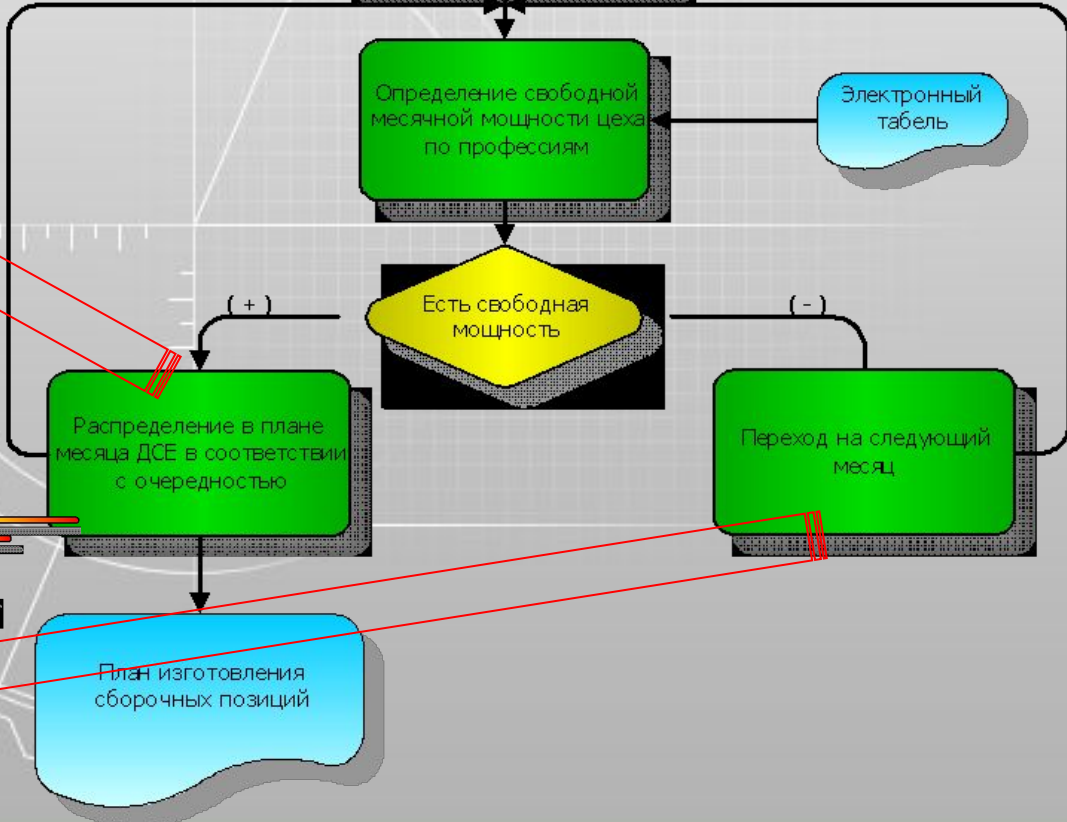 Определение свободной
месячной мощности цеха
по профессиям
Электронный
табель
Есть свободная
мощность
( + )
( - )
Распределение в плане
месяца ДСЕ в соответствии
с очередностью
Переход на следующий
месяц
План изготовления
сборочных позиций